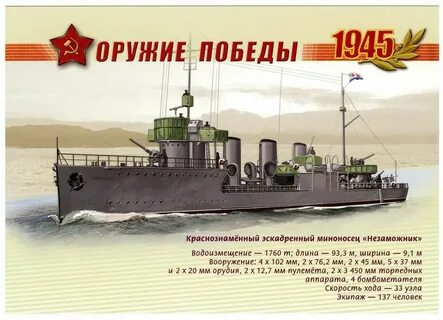 ОРУЖИЕ ПОБЕДЫ
1945
Краснознамённый эскадренный миноносец «Незаможник»
Водоизмещение — 1760 т; длина — 93,3 м, ширина — 9,1 м
Вооружение: 4 x 102 мм, 2 x 76,2 мм, 2 x 45 мм, 5 x 37 мм
и 2 x 20 мм орудия, 2 x 12,7 мм пулемёта, 2 x 3 450 мм торпедных
аппарата, 4 бомбометателя
Скорость хода — 33 узла
Экипаж — 137 человек